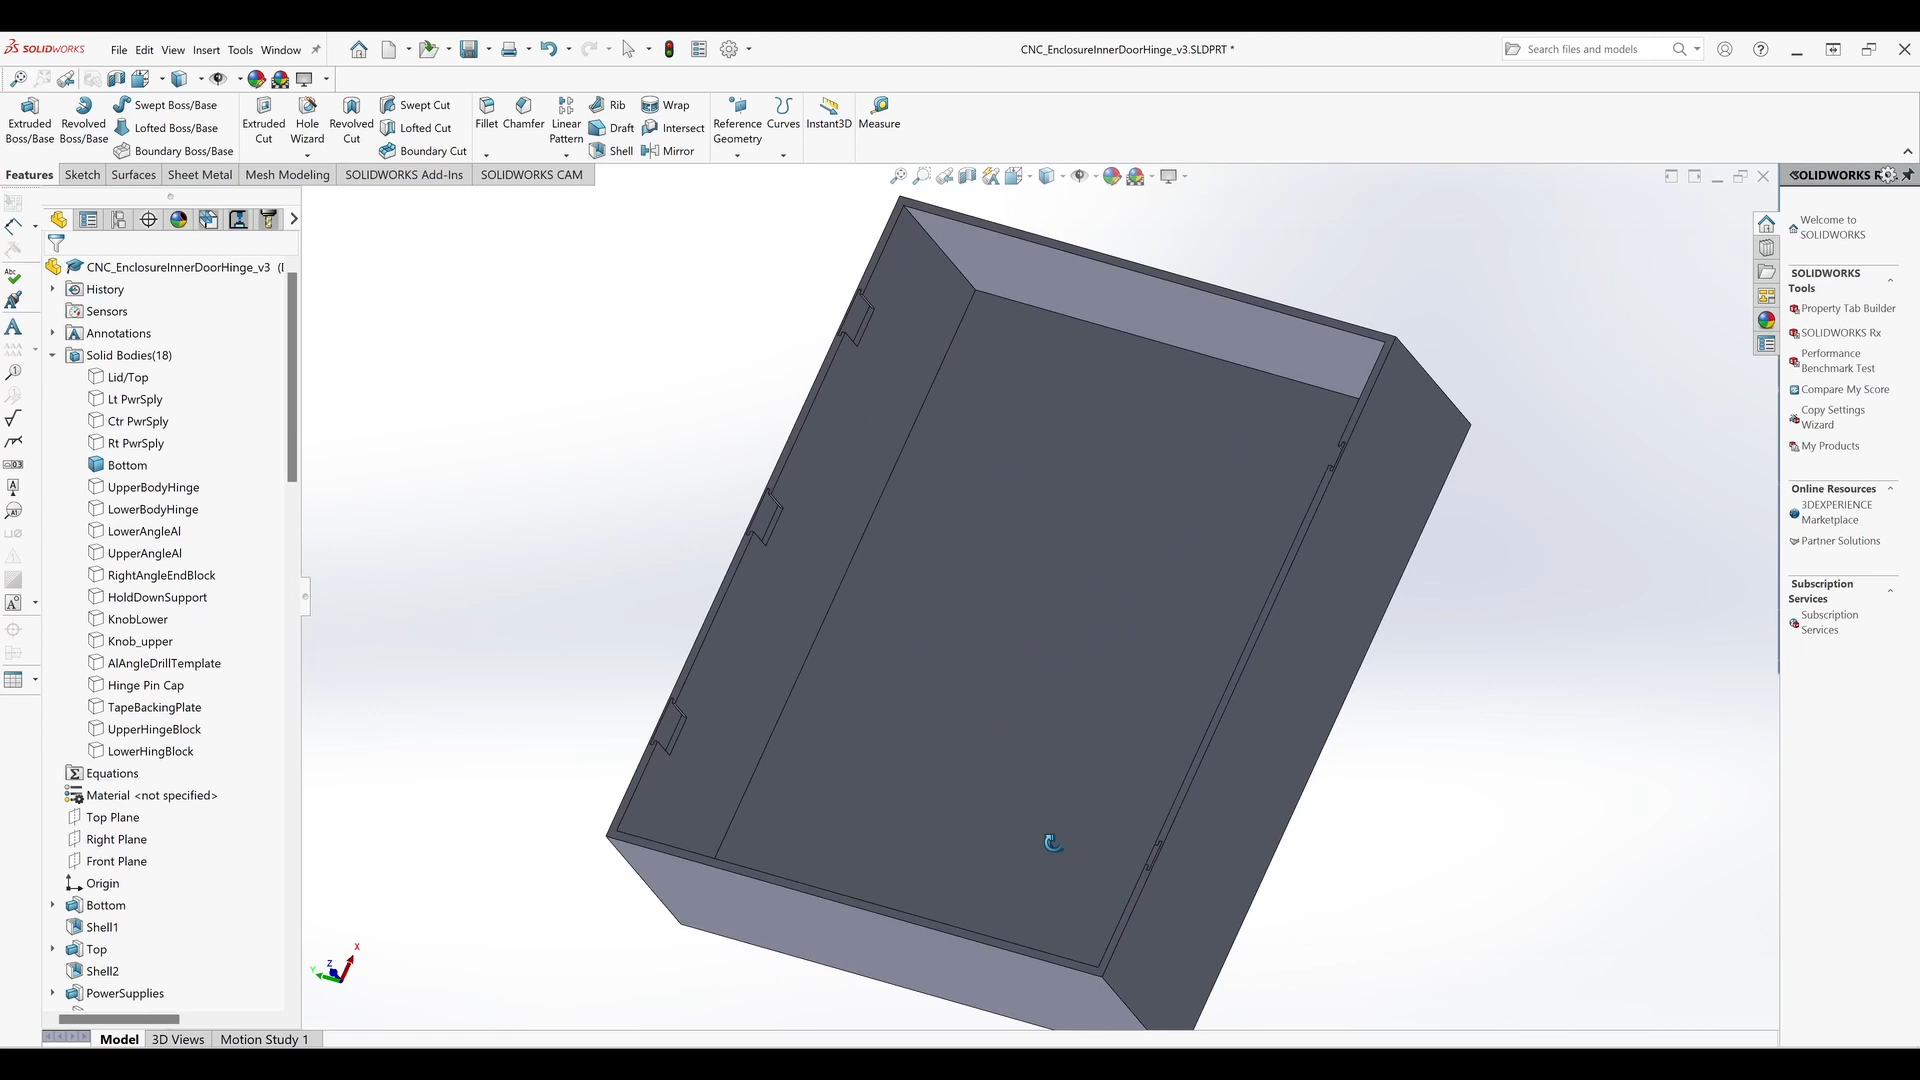 SOLIDWORKS
File Edit View Insert Tools Window
CNC_EnclosureInnerDoorHinge_v3.SLDPRT *
Search files and models
Extruded Boss/Base
Revolved Boss/Base
Swept Boss/Base
Lofted Boss/Base
Boundary Boss/Base
Extruded Cut
Hole Wizard
Revolved Cut
Swept Cut
Lofted Cut
Boundary Cut
Fillet
Chamfer
Linear Pattern
Rib
Draft
Shell
Wrap
Intersect
Mirror
Reference Geometry
Curves
Instant3D
Measure
Features Sketch Surfaces Sheet Metal Mesh Modeling SOLIDWORKS Add-Ins SOLIDWORKS CAM
CNC_EnclosureInnerDoorHinge_v3
History
Sensors
Annotations
Solid Bodies(18)
Lid/Top
Lt PwrSply
Ctr PwrSply
Rt PwrSply
Bottom
UpperBodyHinge
LowerBodyHinge
LowerAngleAl
UpperAngleAl
RightAngleEndBlock
HoldDownSupport
KnobLower
Knob_upper
AlAngleDrillTemplate
Hinge Pin Cap
TapeBackingPlate
UpperHingeBlock
LowerHingBlock
Equations
Material <not specified>
Top Plane
Right Plane
Front Plane
Origin
Bottom
Shell1
Top
Shell2
PowerSupplies
X
Y
Z
Model 3D Views Motion Study 1
SOLIDWORKS R
Welcome to
SOLIDWORKS
SOLIDWORKS
Tools
Property Tab Builder
SOLIDWORKS Rx
Performance
Benchmark Test
Compare My Score
Copy Settings
Wizard
My Products
Online Resources
3DEXPERIENCE
Marketplace
Partner Solutions
Subscription
Services
Subscription
Services